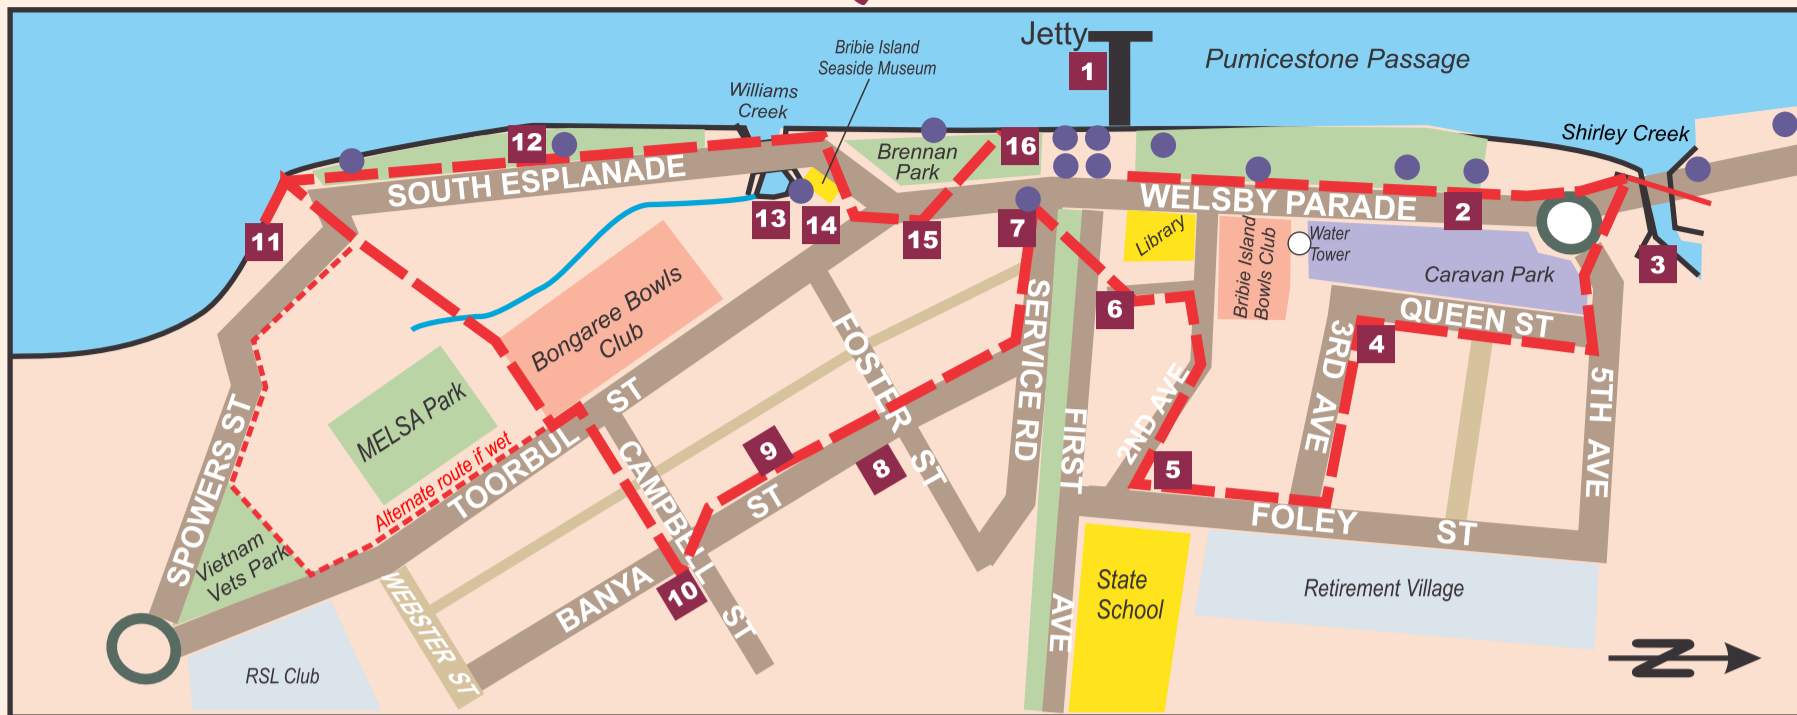 Jetty
1
Pumicestone Passage
Bribie Island
Seaside Museum
Williams
Creek
Shirley Creek
12
16
Brennan
Park
SOUTH ESPLANADE
WELSBY PARADE
2
11
13
14
15
7
Library
Bribie Island
Bowls Club
Water
Tower
Caravan Park
3
6
QUEEN ST
4
Bongaree Bowls
Club
FOSTER
ST
SERVICE RD
FIRST
AVE
2ND AVE
3RD AVE
5TH AVE
MELSA Park
SPOWERS ST
Alternate route if wet
TOORBUL
ST
CAMPBELL
ST
9
8
5
FOLEY
ST
Vietnam
Vets Park
WEBSTER ST
BANYA
ST
10
State
School
Retirement Village
RSL Club
N